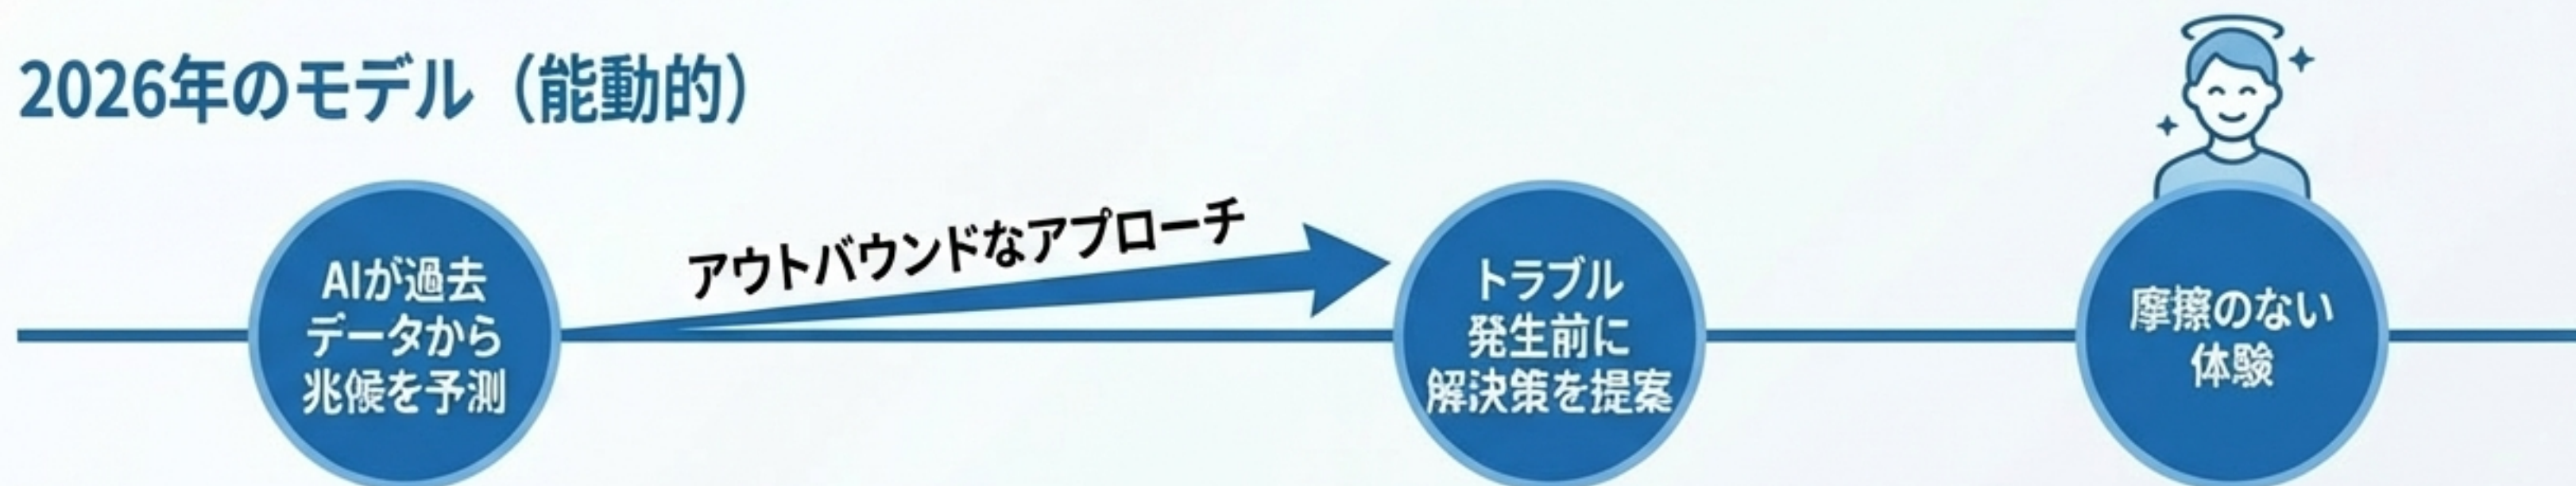 2026年のモデル（能動的）
AIが過去
データから
兆候を予測
アウトバウンドなアプローチ
トラブル
発生前に
解決策を提案
摩擦のない
体験